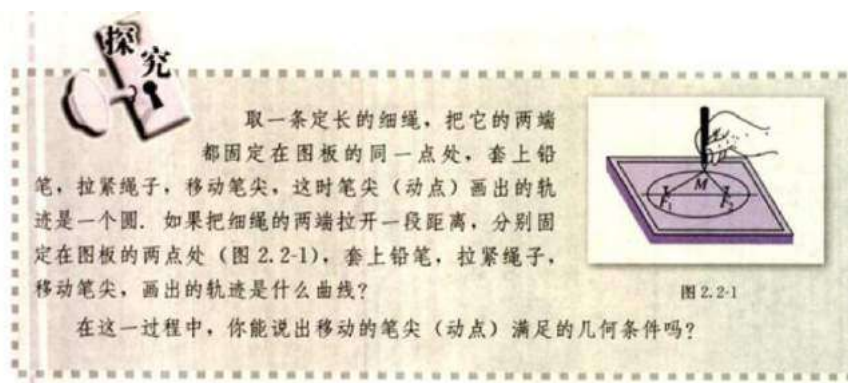 探究
取一条定长的细绳，把它的两端
都固定在图板的同一点处，套上铅
笔，拉紧绳子，移动笔尖，这时笔尖（动点）画出的轨
迹是一个圆．如果把细绳的两端拉开一段距离，分别固
定在图板的两点处（图 2.2-1），套上铅笔，拉紧绳子，
移动笔尖，画出的轨迹是什么曲线？
在这一过程中，你能说出移动的笔尖（动点）满足的几何条件吗？
M
F₁ F₂
图 2.2-1